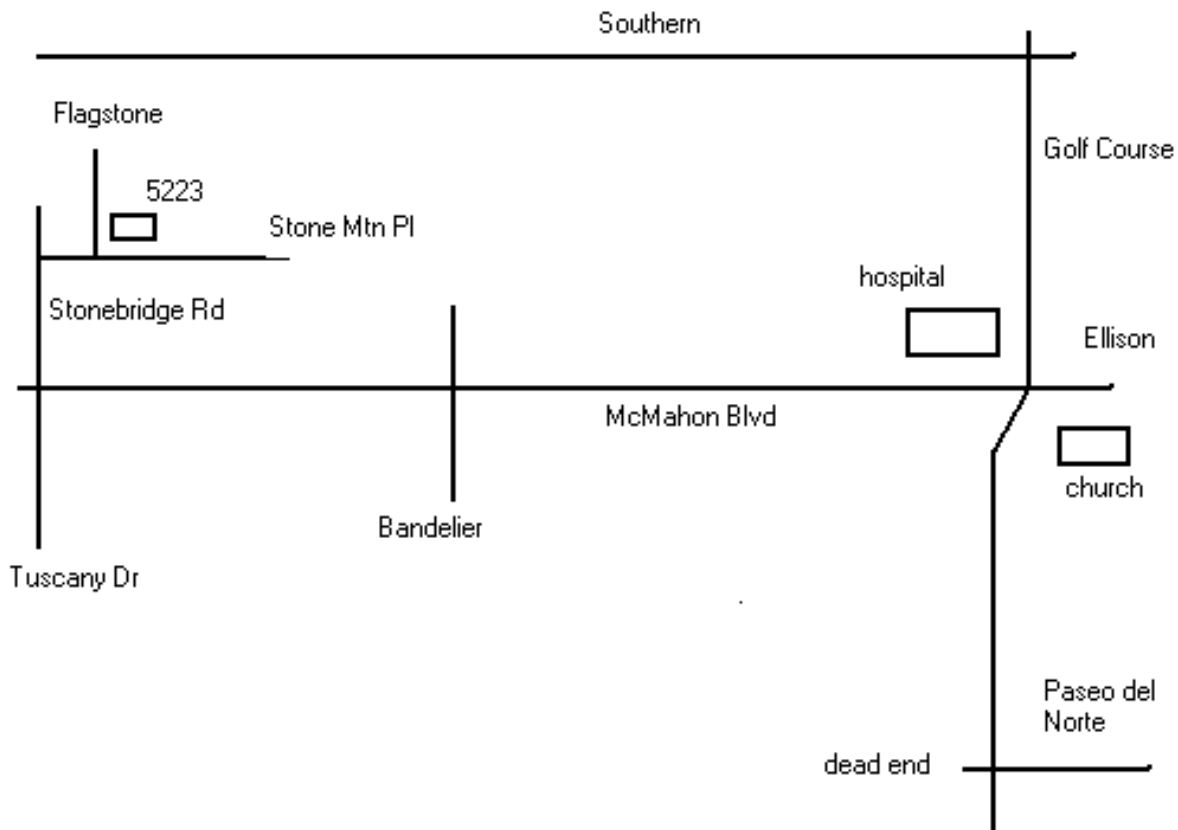 Southern
Flagstone
Golf Course
5223
Stone Mtn Pl
hospital
Stonebridge Rd
Ellison
McMahon Blvd
church
Bandelier
Tuscany Dr
Paseo del
Norte
dead end